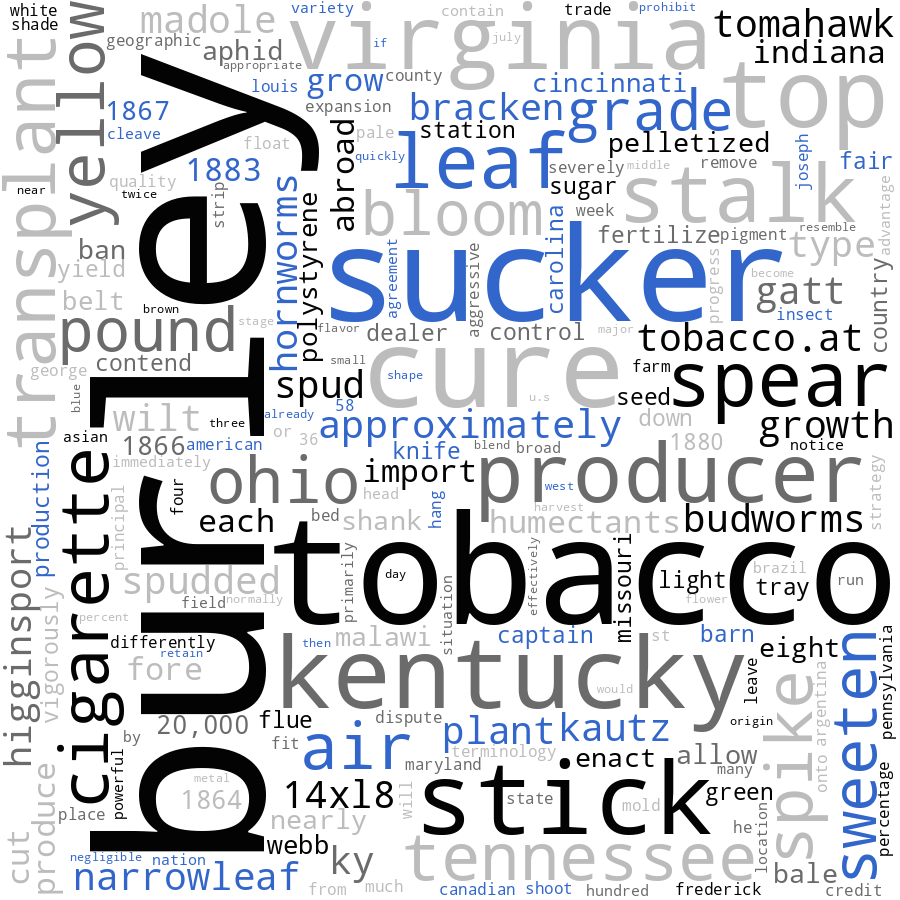 white
shade
madole
variety
virginia
contain
july
trade
prohibit
tomahawk
indiana
geographic
aphid
appropriate
if
yellow
louis
grow
county
cincinnati
top
1867
cleave
expansion
bracken
grade
transplant
float
pale
station
pelletized
quality
1883
quickly
leaf
severely
middle
remove
joseph
fair
near
twice
strip
hornworms
polystyrene
abroad
bloom
sugar
week
stalk
advantage
ban
fertilize
pigment
resemble
type
yield
agreement
aggressive
carolina
sucker
progress
become
gatt
country
belt
brown
stage
flavor
insect
pound
dealer
control
major
tobacco.at
contend
small
george
spud
shape
cure
u.s
farm
spear
blue
wilt
three
already
58
seed
down
growth
asian
1866
american
or
36
approximately
knife
blend
broad
1880
notice
immediately
burley
ohio
import
head
producer
west
strategy
cigarette
principal
four
each
bed
shank
hang
harvest
humectants
budworms
production
higginsport
spudded
primarily
day
tobacco
effectively
missouri
light
brazil
tray
run
field
normally
situation
flower
percent
vigorously
differently
retain
then
malawi
captain
st
barn
eight
sweeten
pennsylvania
fore
kentucky
would
leave
spike
argentina
20,000
flue
dispute
origin
by
fit
air
plant
kautz
terminology
enact
allow
onto
powerful
metal
maryland
many
1864
14xl8
will
stick
state
mold
green
percentage
place
nearly
he
location
cut
produce
webb
ky
tennessee
negligible
nation
bale
narrowleaf
from
much
canadian
shoot
hundred
frederick
credit